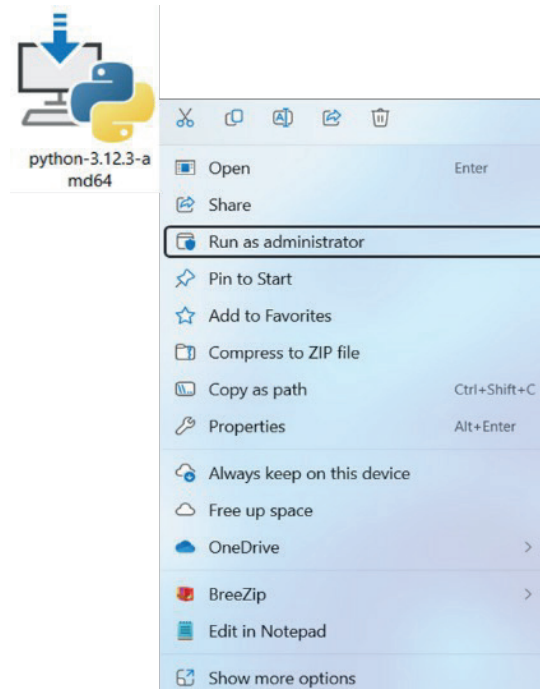 python-3.12.3-a
md64
Open Enter
Share
Run as administrator
Pin to Start
Add to Favorites
Compress to ZIP file
Copy as path Ctrl+Shift+C
Properties Alt+Enter
Always keep on this device
Free up space
OneDrive
BreeZip
Edit in Notepad
Show more options